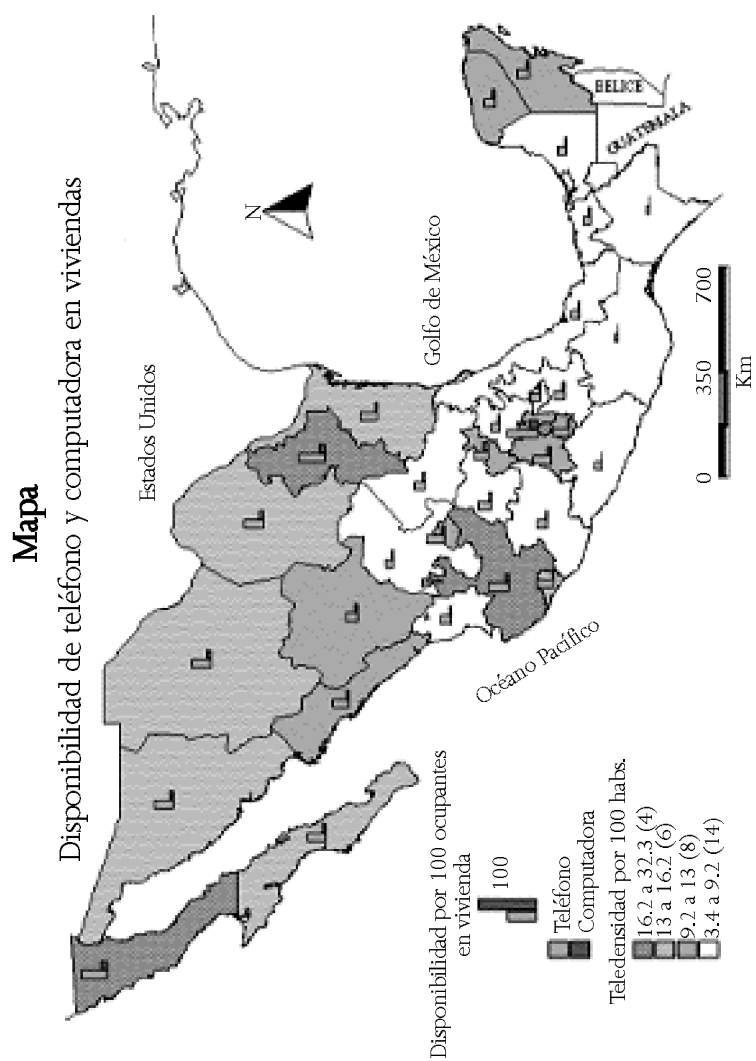 Mapa
Disponibilidad de teléfono y computadora en viviendas
Estados Unidos
N
Golfo de México
BELICE
GUATEMALA
Océano Pacífico
Disponibilidad por 100 ocupantes
en vivienda
100
Teléfono
Computadora
Teledensidad por 100 habs.
16.2 a 32.3 (4)
13 a 16.2 (6)
9.2 a 13 (8)
3.4 a 9.2 (14)
0 350 700
Km